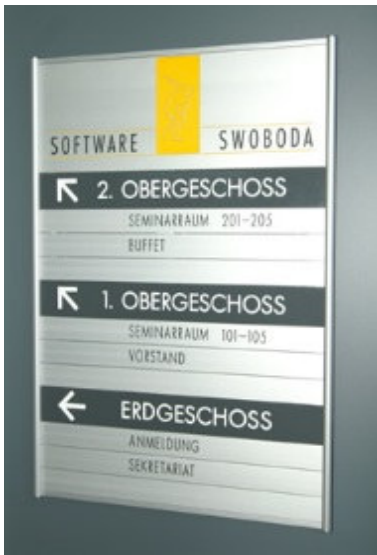 SOFTWARE SWOBODA
2. OBERGESCHOSS
SEMINARRAUM 201-205
BUFFET
1. OBERGESCHOSS
SEMINARRAUM 101-105
VORSTAND
ERDGESCHOSS
ANMELDUNG
SEKRETARIAT